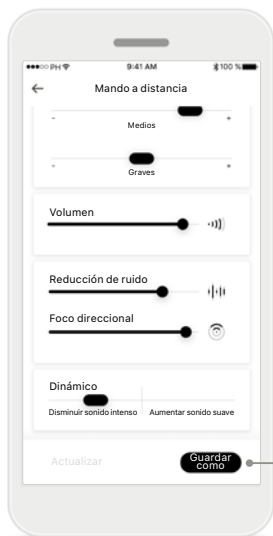 PH 9:41 AM 100 %
Mando a distancia
- Medios +
- Graves +
Volumen
Reducción de ruido
Foco direccional
Dinámico
Disminuir sonido intenso Aumentar sonido suave
Actualizar
Guardar
como